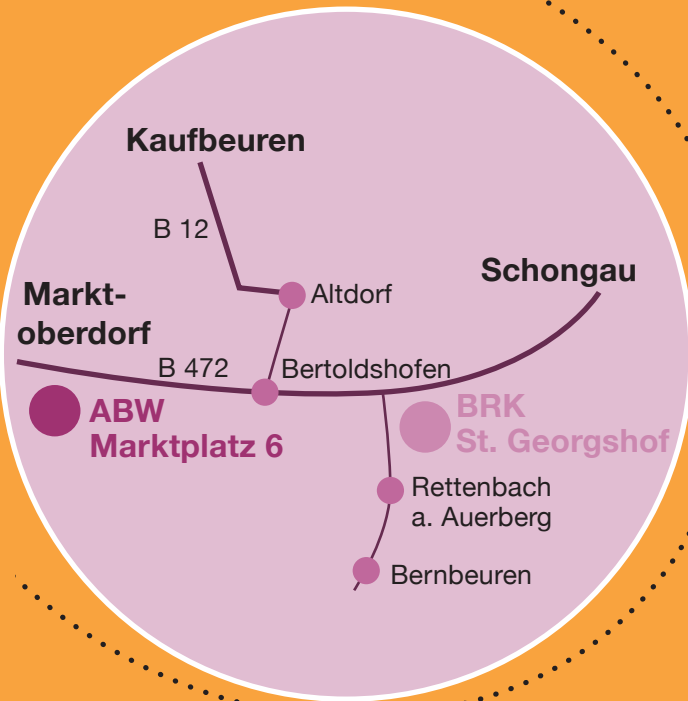 Kaufbeuren
B 12
Schongau
Markt-
oberdorf
Altdorf
B 472
Bertoldshofen
ABW
Marktplatz 6
BRK
St. Georgshof
Rettenbach
a. Auerberg
Bernbeuren